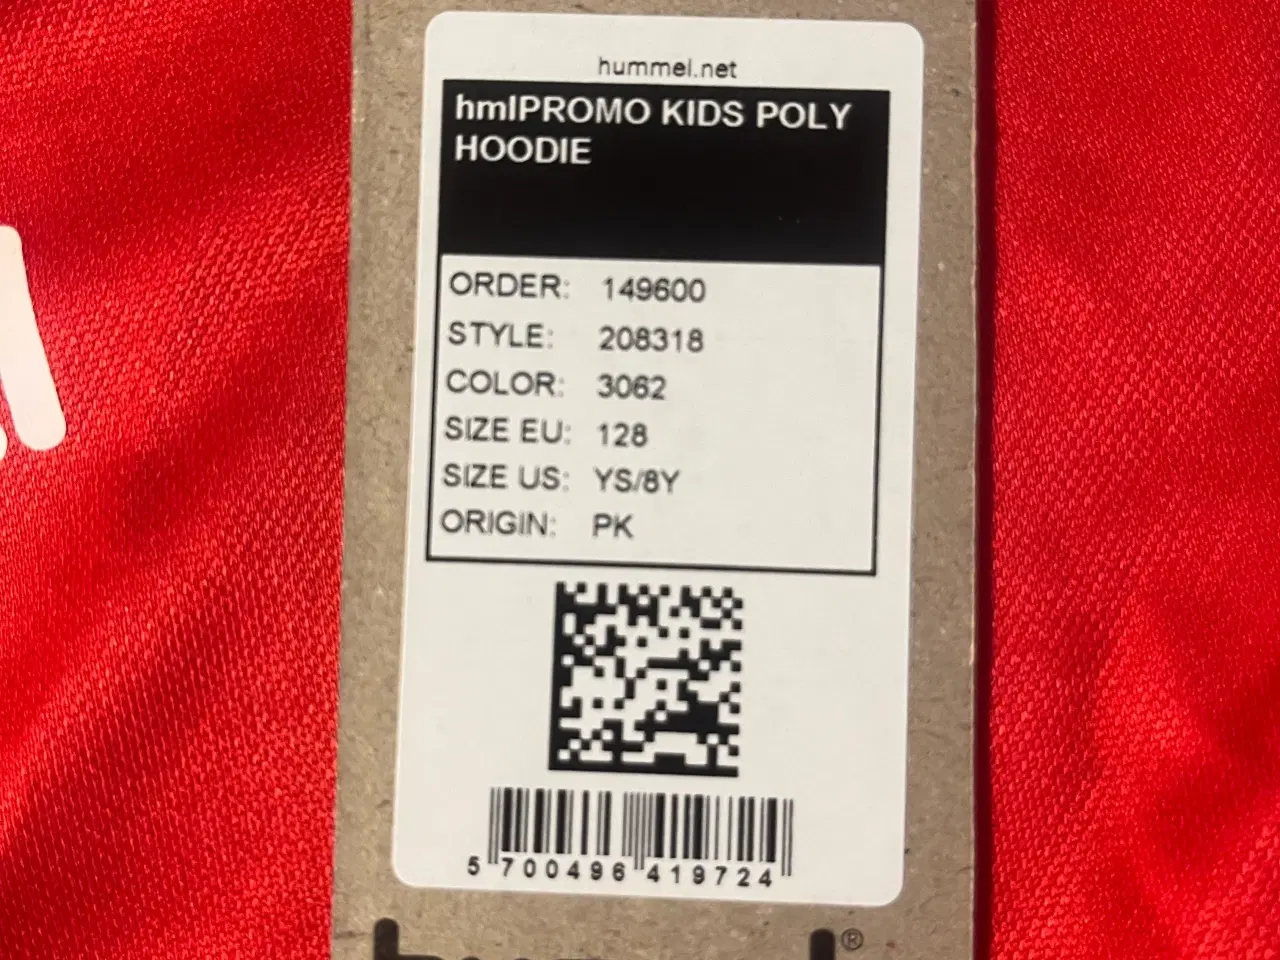 hummel.net
hmlPROMO KIDS POLY
HOODIE
ORDER: 149600
STYLE: 208318
COLOR: 3062
SIZE EU: 128
SIZE US: YS/8Y
ORIGIN: PK
5 700496 419724
®